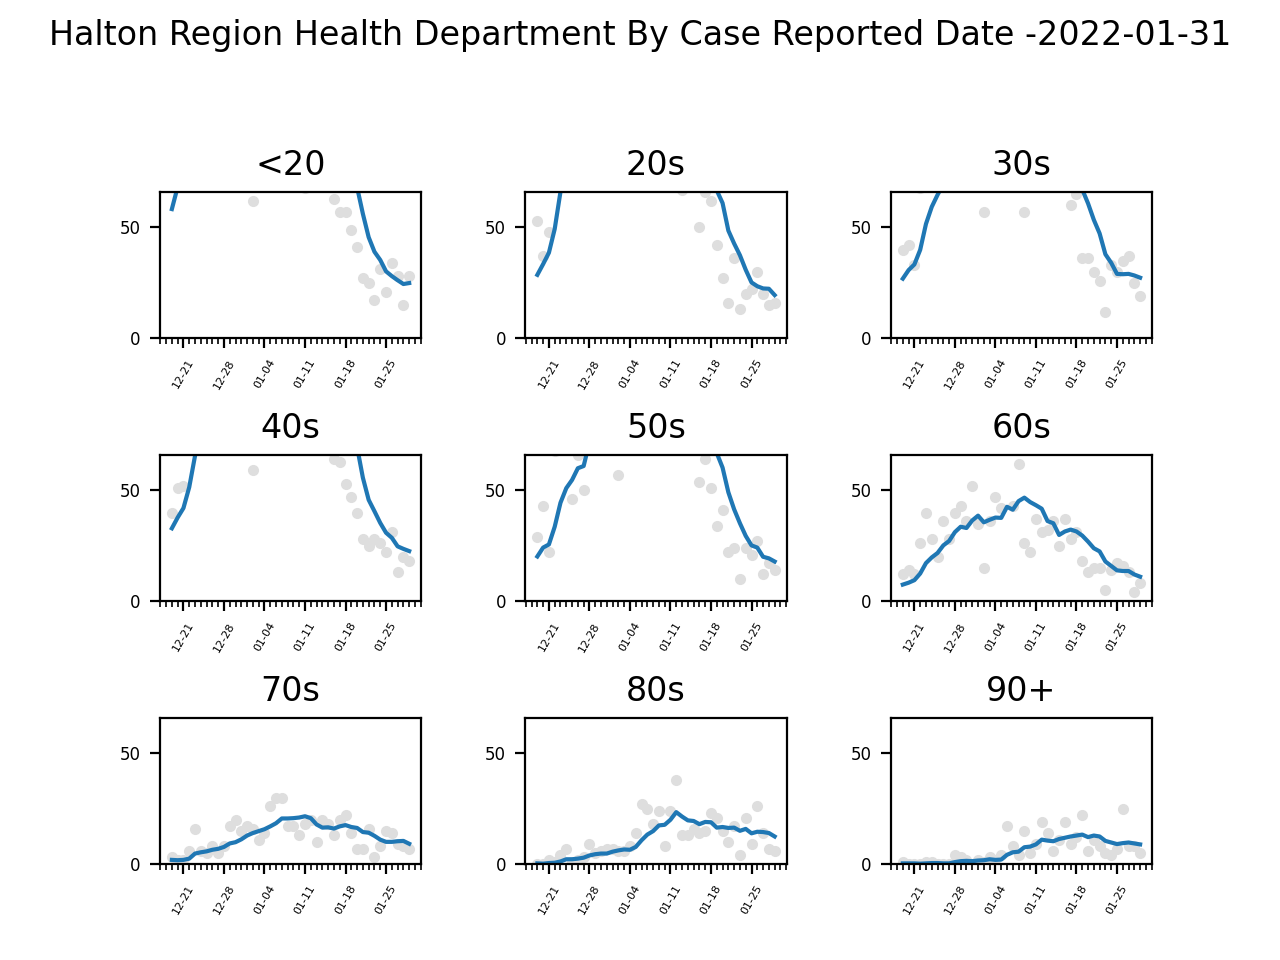 Halton Region Health Department By Case Reported Date -2022-01-31
<20 20s 30s
50 50 50
0 0 0
12-21 12-28 01-04 01-11 01-18 01-25 12-21 12-28 01-04 01-11 01-18 01-25 12-21 12-28 01-04 01-11 01-18 01-25
40s 50s 60s
50 50 50
0 0 0
12-21 12-28 01-04 01-11 01-18 01-25 12-21 12-28 01-04 01-11 01-18 01-25 12-21 12-28 01-04 01-11 01-18 01-25
70s 80s 90+
50 50 50
0 0 0
12-21 12-28 01-04 01-11 01-18 01-25 12-21 12-28 01-04 01-11 01-18 01-25 12-21 12-28 01-04 01-11 01-18 01-25